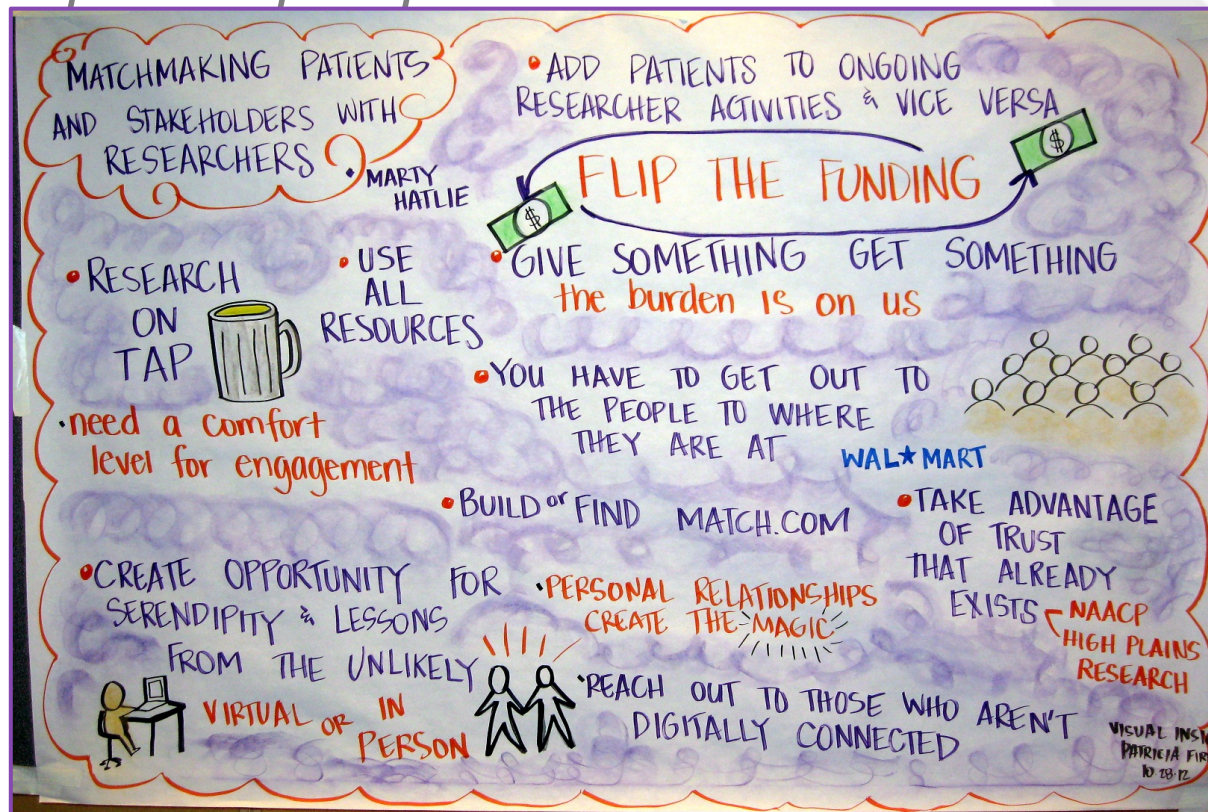 MATCHMAKING PATIENTS
AND STAKEHOLDERS WITH
RESEARCHERS
• MARTY
HATLIE
• ADD PATIENTS TO ONGOING
RESEARCHER ACTIVITIES & VICE VERSA
$ FLIP THE FUNDING $
• GIVE SOMETHING GET SOMETHING
the burden is on us
• RESEARCH
ON
TAP
• USE
ALL
RESOURCES
• need a comfort
level for engagement
• YOU HAVE TO GET OUT TO
THE PEOPLE TO WHERE
THEY ARE AT
WAL★MART
• BUILD or FIND MATCH.COM
• TAKE ADVANTAGE
OF TRUST
THAT ALREADY
EXISTS
NAACP
HIGH PLAINS
RESEARCH
• CREATE OPPORTUNITY FOR
SERENDIPITY & LESSONS
FROM THE UNLIKELY
VIRTUAL OR IN
PERSON
• PERSONAL RELATIONSHIPS
CREATE THE MAGIC
• REACH OUT TO THOSE WHO AREN'T
DIGITALLY CONNECTED
VISUAL
PATRICIA
10.28.12